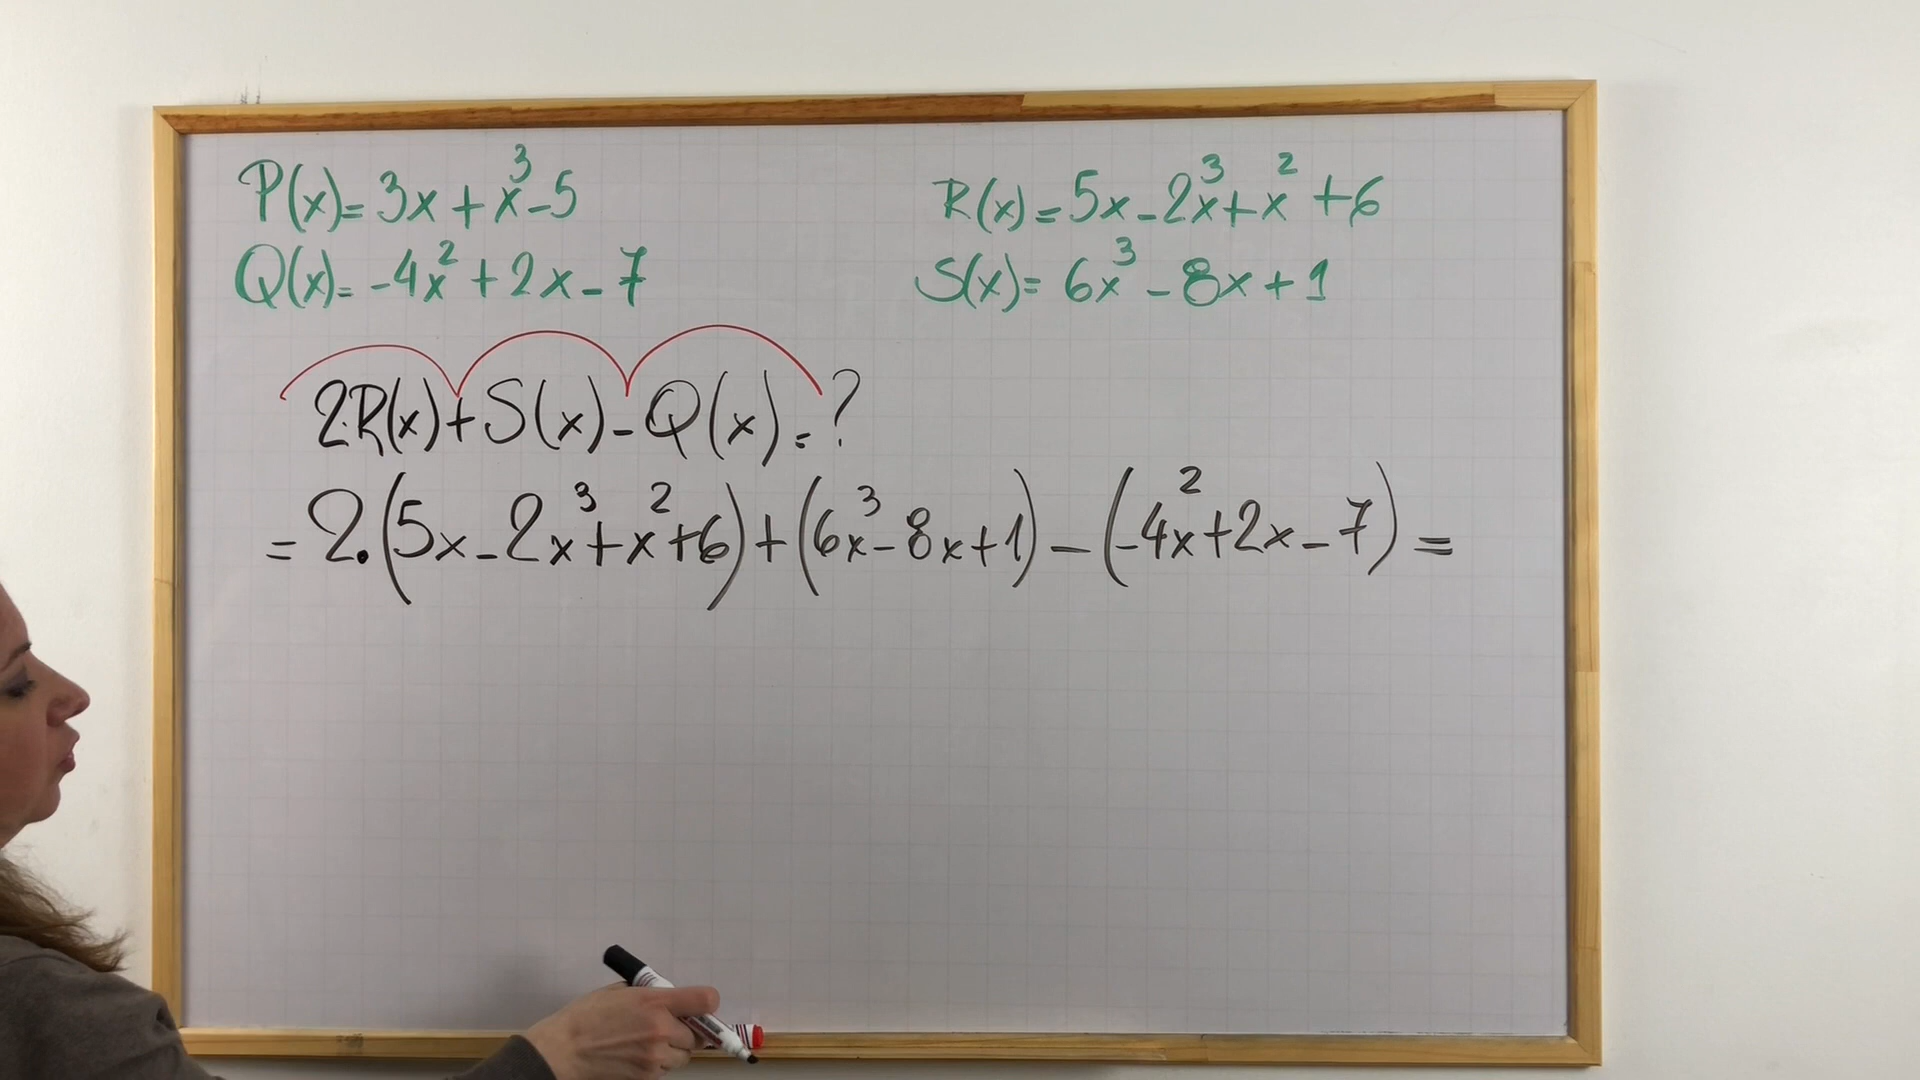 P(x)= 3x + x³ - 5
R(x) = 5x - 2x³ + x² + 6
Q(x)= -4x² + 2x - 7
S(x)= 6x³ - 8x + 1
2·R(x) + S(x) - Q(x) = ?
= 2·(5x - 2x³ + x² + 6) + (6x³ - 8x + 1) - (-4x² + 2x - 7) =